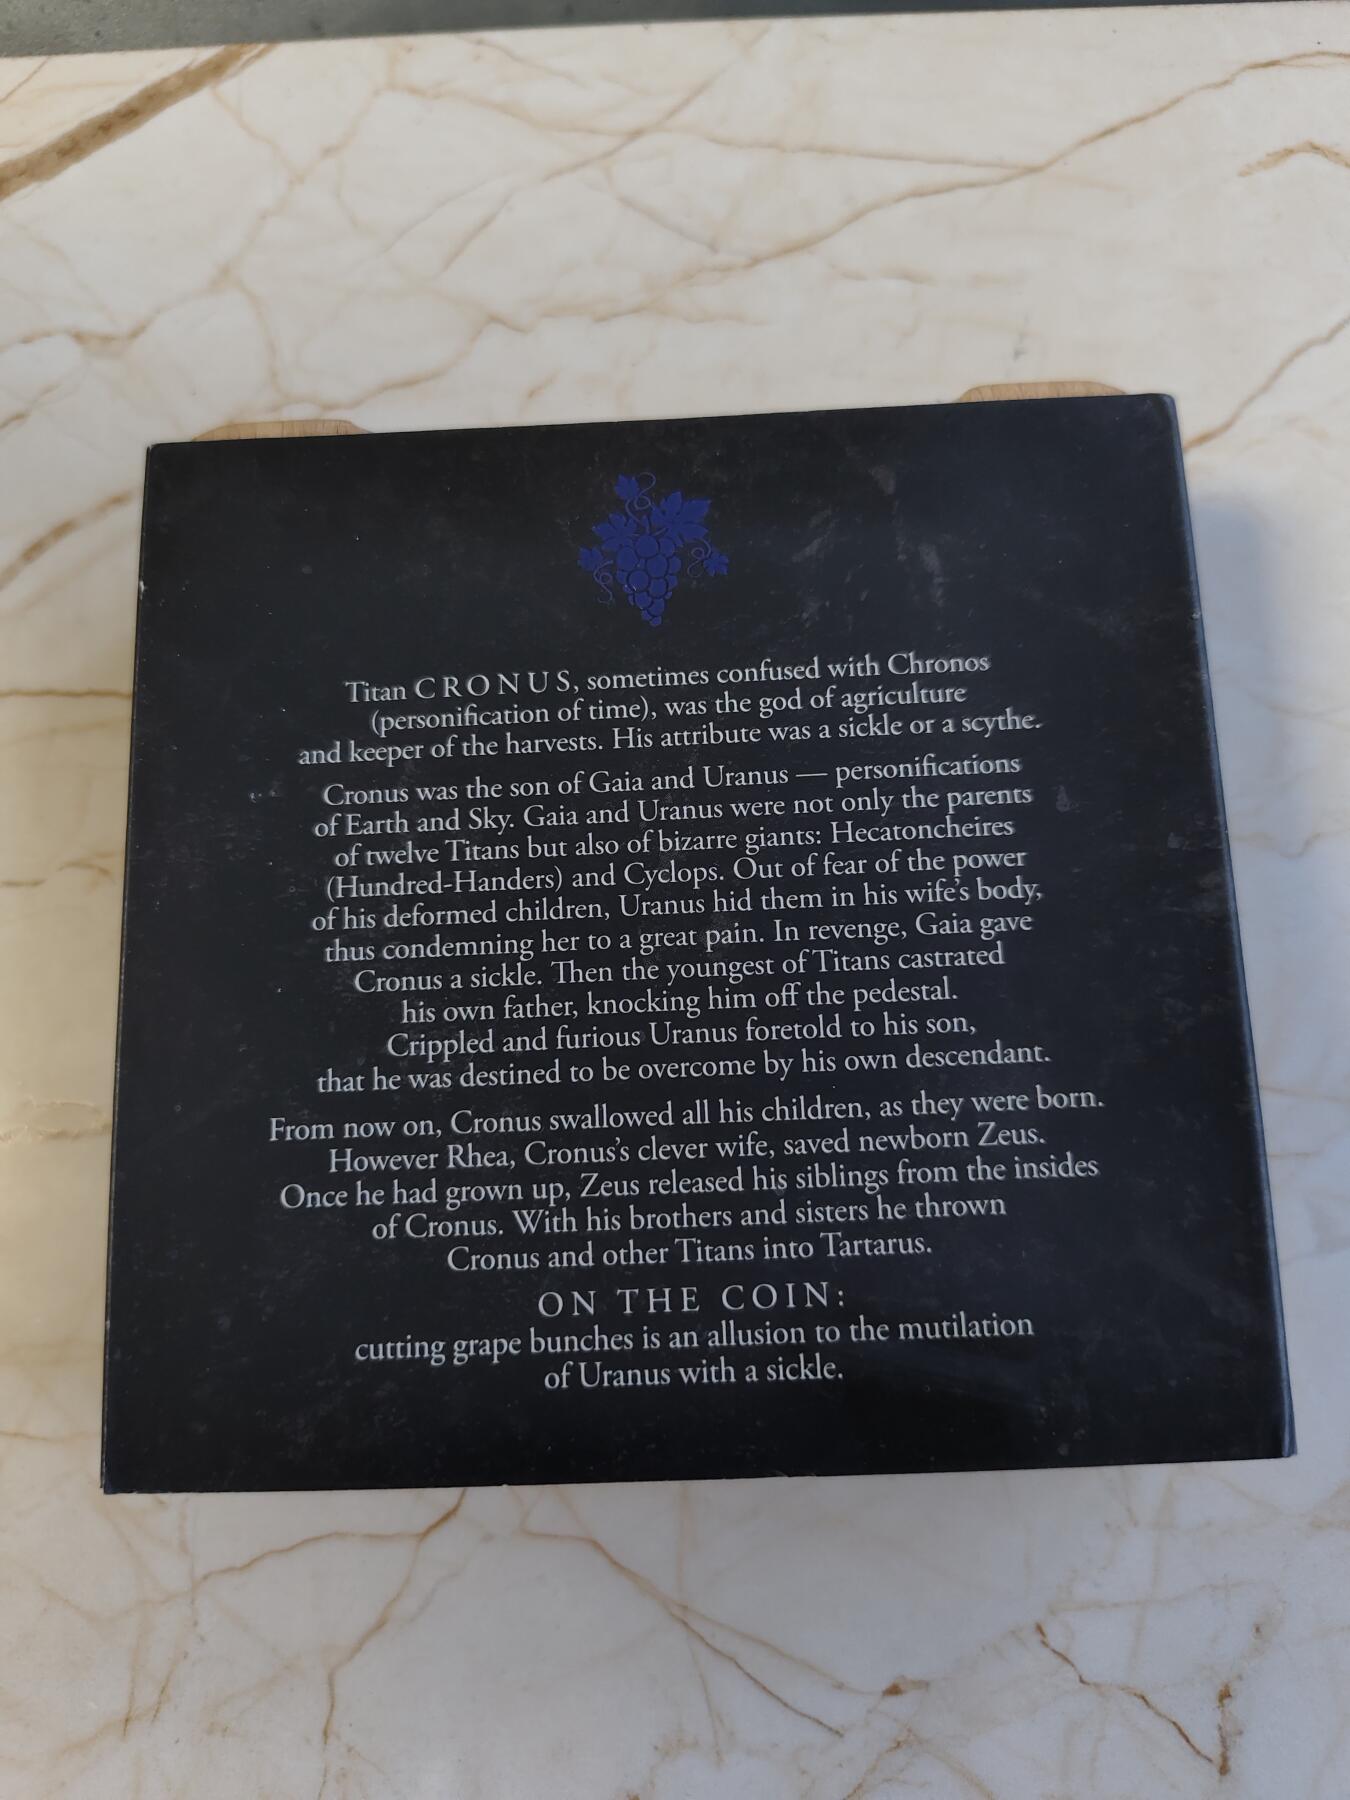 Titan CRONUS, sometimes confused with Chronos
(personification of time), was the god of agriculture
and keeper of the harvests. His attribute was a sickle or a scythe.
Cronus was the son of Gaia and Uranus — personifications
of Earth and Sky. Gaia and Uranus were not only the parents
of twelve Titans but also of bizarre giants: Hecatoncheires
(Hundred-Handers) and Cyclops. Out of fear of the power
of his deformed children, Uranus hid them in his wife's body,
thus condemning her to a great pain. In revenge, Gaia gave
Cronus a sickle. Then the youngest of Titans castrated
his own father, knocking him off the pedestal.
Crippled and furious Uranus foretold to his son,
that he was destined to be overcome by his own descendant.
From now on, Cronus swallowed all his children, as they were born.
However Rhea, Cronus's clever wife, saved newborn Zeus.
Once he had grown up, Zeus released his siblings from the insides
of Cronus. With his brothers and sisters he thrown
Cronus and other Titans into Tartarus.
ON THE COIN:
cutting grape bunches is an allusion to the mutilation
of Uranus with a sickle.